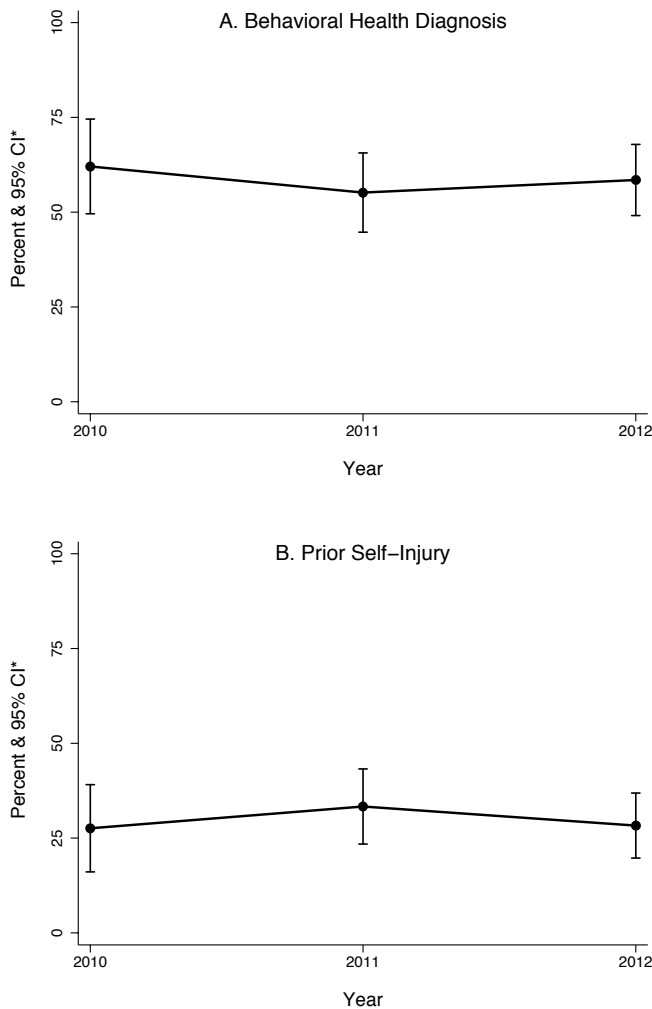 A. Behavioral Health Diagnosis
Percent & 95% CI*
100
75
50
25
0
2010
2011
2012
Year
B. Prior Self−Injury
Percent & 95% CI*
100
75
50
25
0
2010
2011
2012
Year